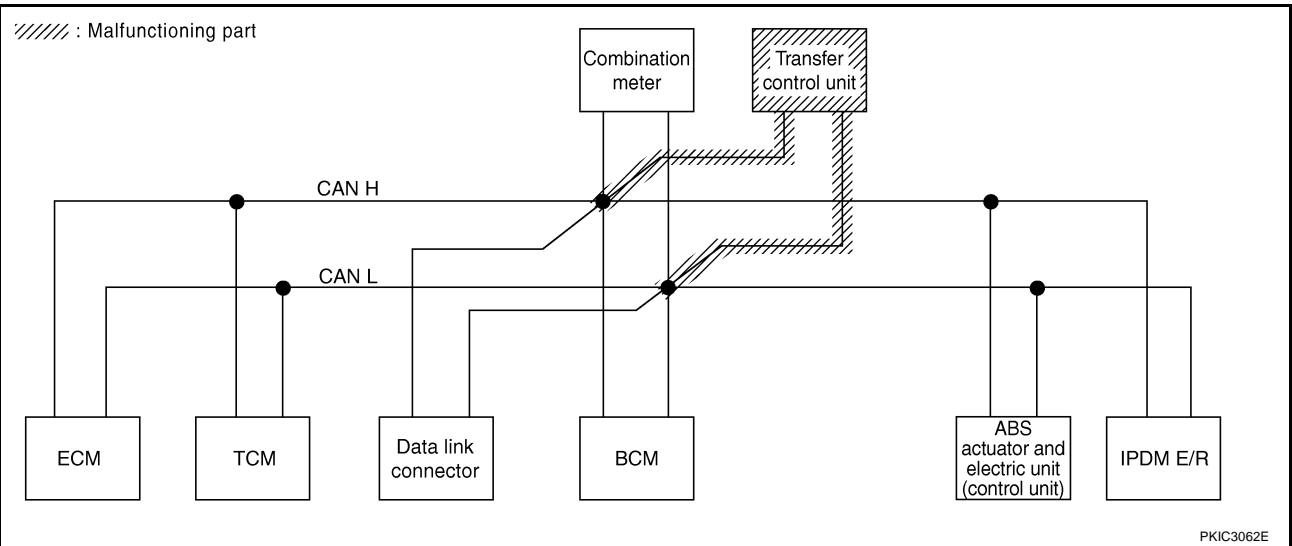 : Malfunctioning part
Combination
meter
Transfer
control unit
CAN H
CAN L
ECM
TCM
Data link
connector
BCM
ABS
actuator and
electric unit
(control unit)
IPDM E/R
PKIC3062E